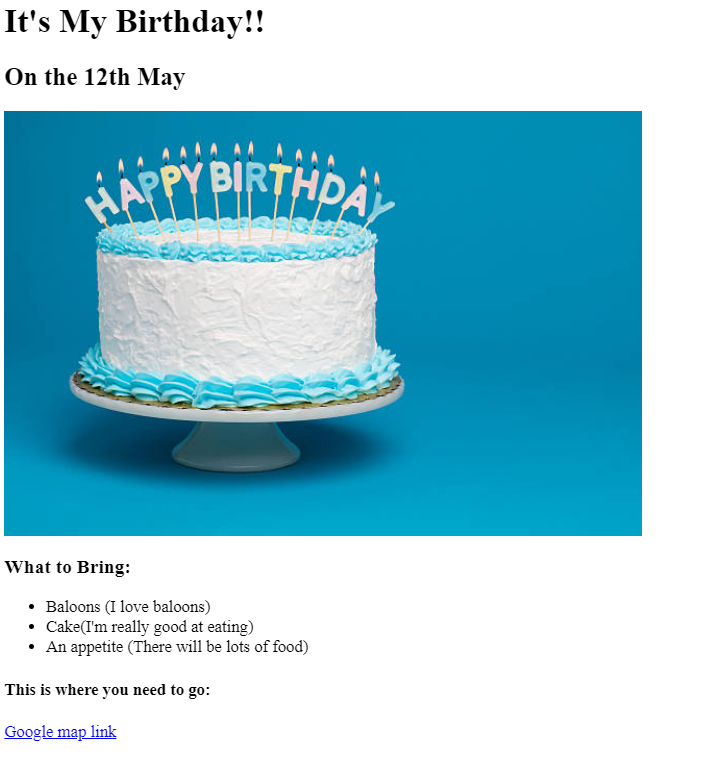 It's My Birthday!!
On the 12th May
HAPPY BIRTHDAY
What to Bring:
Baloons (I love baloons)
Cake(I'm really good at eating)
An appetite (There will be lots of food)
This is where you need to go:
Google map link